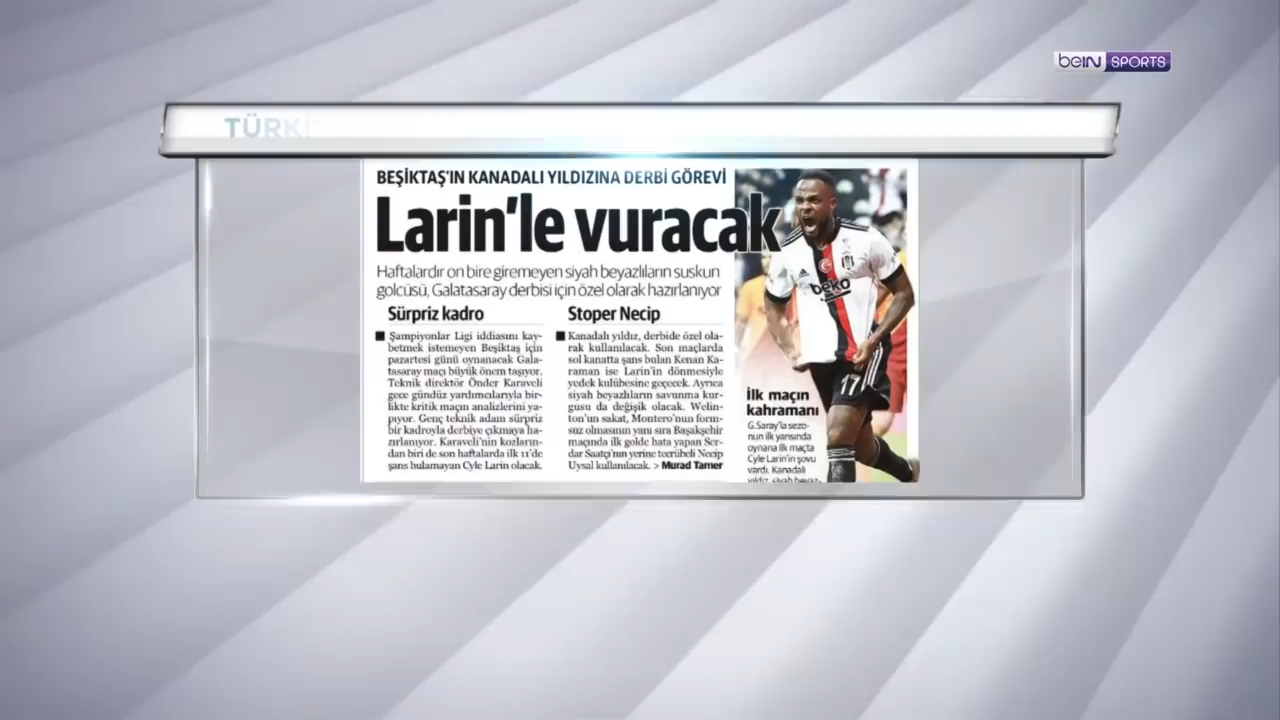 beIN SPORTS
TÜRK
BEŞİKTAŞ'IN KANADALI YILDIZINA DERBİ GÖREVİ
Larin'le vuracak
Haftalardır on bire giremeyen siyah beyazlıların suskun
golcüsü, Galatasaray derbisi için özel olarak hazırlanıyor
Sürpriz kadro
Şampiyonlar Ligi iddiasını kay-
betmek istemeyen Beşiktaş için
pazartesi günü oynanacak Gala-
tasaray maçı büyük önem taşıyor.
Teknik direktör Önder Karaveli
gece gündüz yardımcılarıyla bir-
likte kritik maçın analizlerini ya-
pıyor. Genç teknik adam sürpriz
bir kadroyla derbiye çıkmaya ha-
zırlanıyor. Karaveli'nin kozların-
dan biri de son haftalarda ilk 11'de
şans bulamayan Cyle Larin olacak.
Stoper Necip
Kanadalı yıldız, derbide özel ola-
rak kullanılacak. Son maçlarda
sol kanatta şans bulan Kenan Ka-
raman ise Larin'in dönmesiyle
yedek kulübesine geçecek. Ayrıca
siyah beyazların savunma kur-
gusu da değişik olacak. Welin-
ton'un sakat, Montero'nun form-
suz olmasının yanı sıra Başakşehir
maçında ilk golde hata yapan Ser-
dar Saatçı'nın yerine tecrübeli Necip
Uysal kullanılacak. > Murad Tamer
beko
17
İlk maçın
kahramanı
G.Saray'la sezo-
nun ilk yarısında
oynana ilk maçta
Cyle Larin'in şovu
vardı. Kanadalı
yıldız, siyah beyaz-